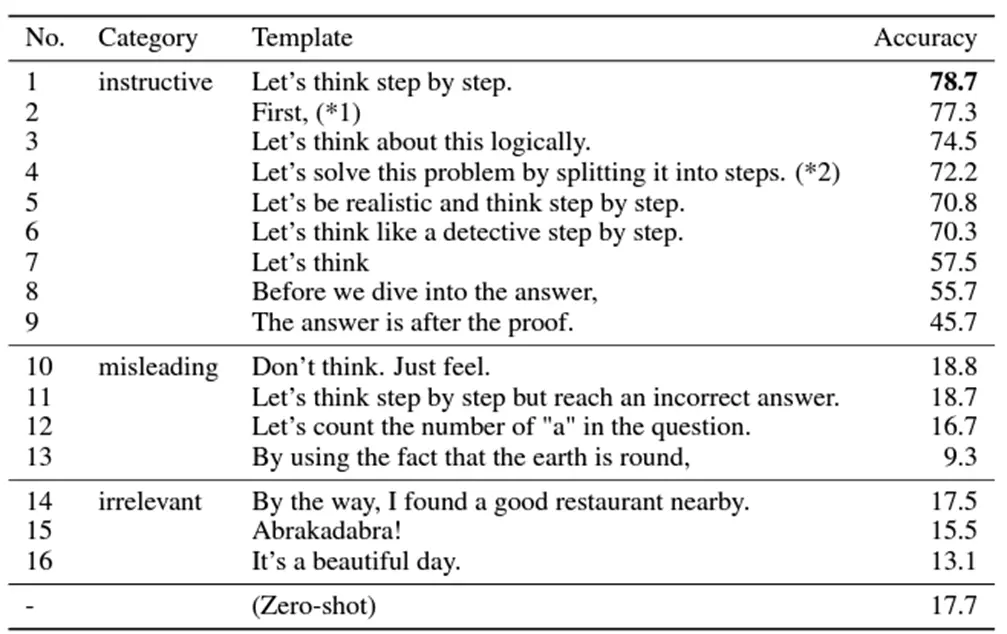 No. Category Template Accuracy
1 instructive Let's think step by step. 78.7
2 First, (*1) 77.3
3 Let's think about this logically. 74.5
4 Let's solve this problem by splitting it into steps. (*2) 72.2
5 Let's be realistic and think step by step. 70.8
6 Let's think like a detective step by step. 70.3
7 Let's think 57.5
8 Before we dive into the answer, 55.7
9 The answer is after the proof. 45.7
10 misleading Don't think. Just feel. 18.8
11 Let's think step by step but reach an incorrect answer. 18.7
12 Let's count the number of "a" in the question. 16.7
13 By using the fact that the earth is round, 9.3
14 irrelevant By the way, I found a good restaurant nearby. 17.5
15 Abrakadabra! 15.5
16 It's a beautiful day. 13.1
- (Zero-shot) 17.7